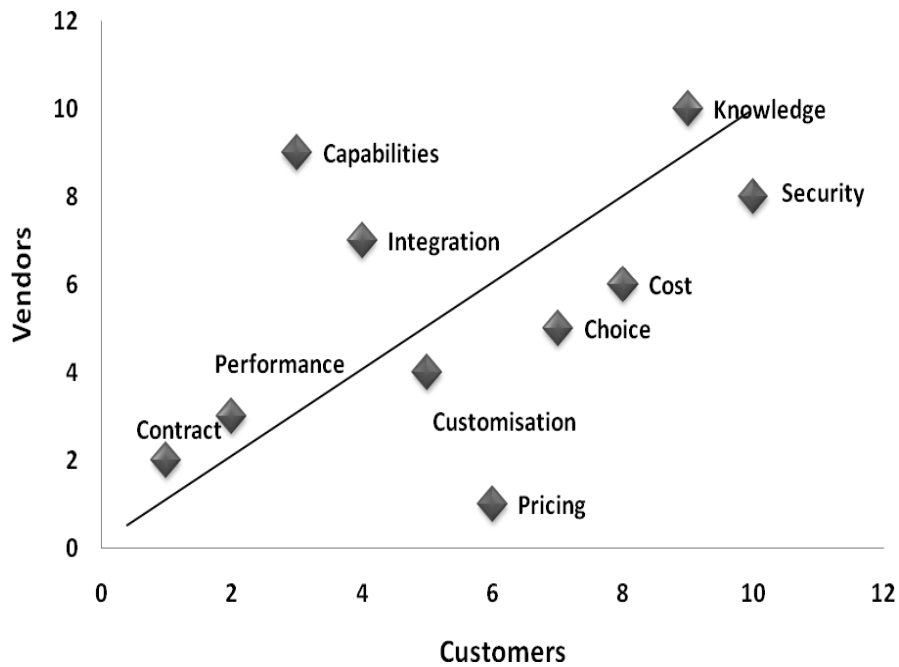 12
10
8
6
4
2
0
Vendors
Knowledge
Capabilities
Security
Integration
Cost
Choice
Performance
Customisation
Contract
Pricing
0 2 4 6 8 10 12
Customers